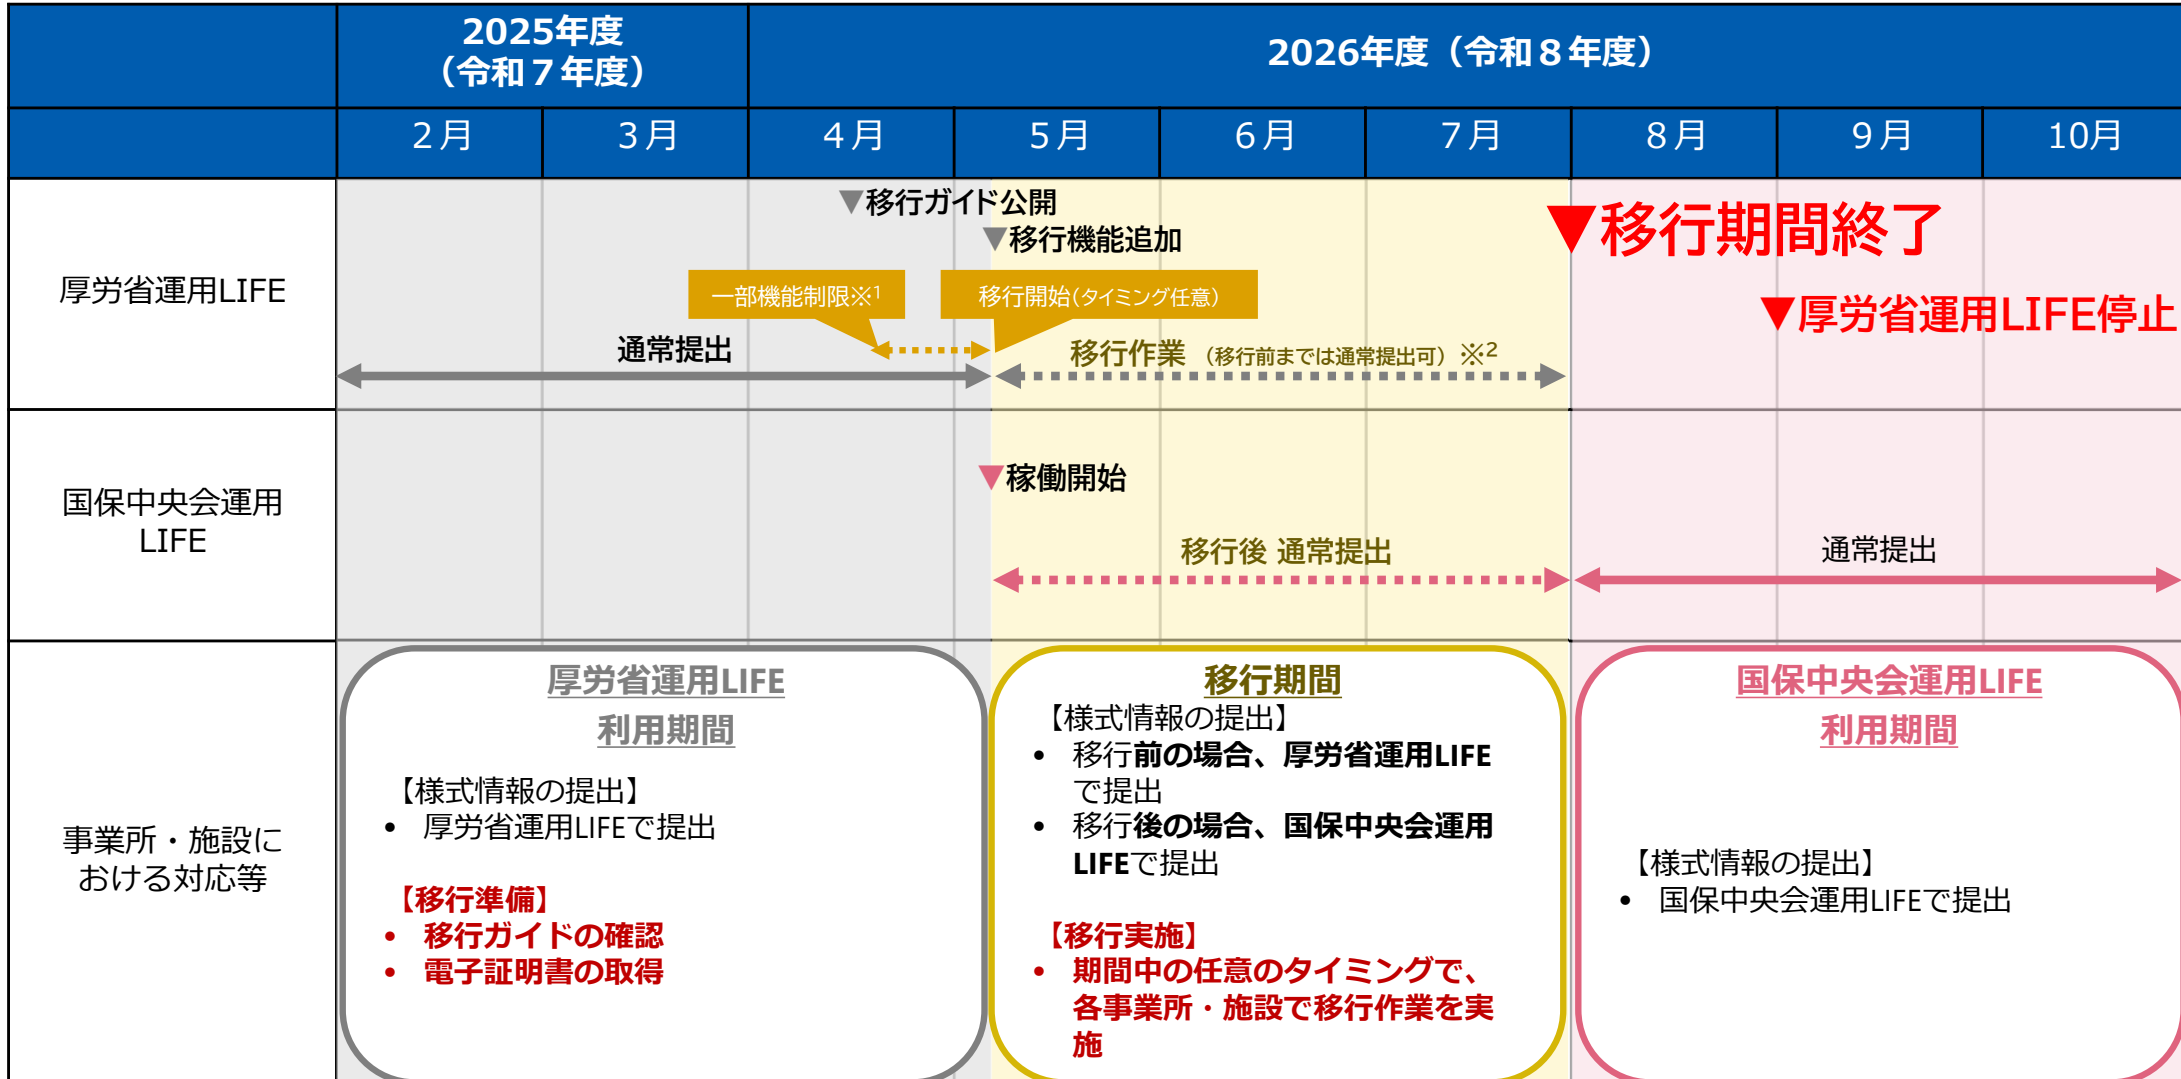 2025年度
（令和７年度）
2026年度（令和８年度）
２月
３月
４月
５月
６月
７月
８月
９月
10月
厚労省運用LIFE
▼移行ガイド公開
▼移行機能追加
▼移行期間終了
一部機能制限※1
移行開始（タイミング任意）
▼厚労省運用LIFE停止
通常提出
移行作業（移行前までは通常提出可）※2
国保中央会運用
LIFE
▼稼働開始
移行後 通常提出
通常提出
事業所・施設に
おける対応等
厚労省運用LIFE
利用期間
【様式情報の提出】
• 厚労省運用LIFEで提出
【移行準備】
• 移行ガイドの確認
• 電子証明書の取得
移行期間
【様式情報の提出】
• 移行前の場合、厚労省運用LIFE
で提出
• 移行後の場合、国保中央会運用
LIFEで提出
【移行実施】
• 期間中の任意のタイミングで、
各事業所・施設で移行作業を実
施
国保中央会運用LIFE
利用期間
【様式情報の提出】
• 国保中央会運用LIFEで提出